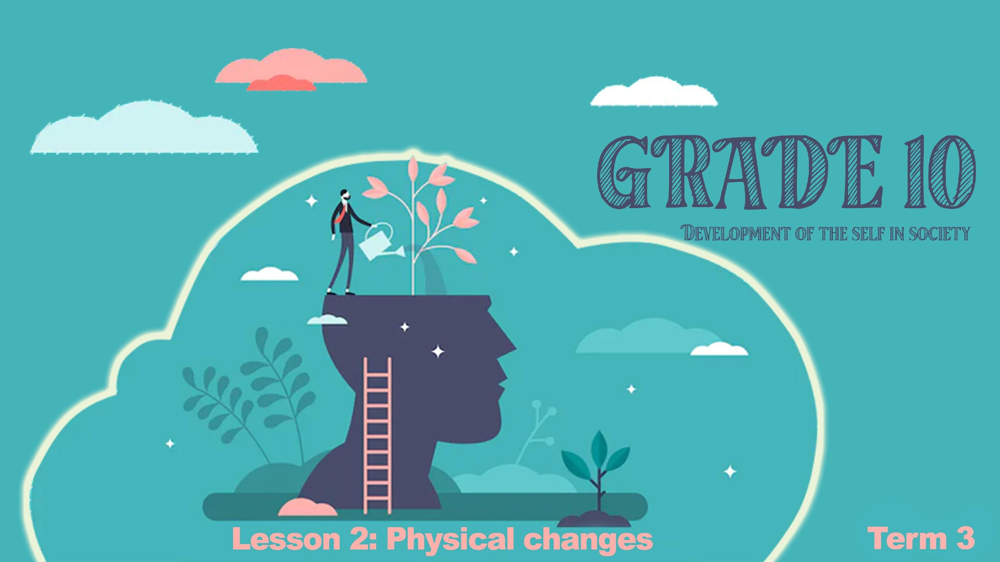 GRADE 10
DEVELOPMENT OF THE SELF IN SOCIETY
Lesson 2: Physical changes
Term 3